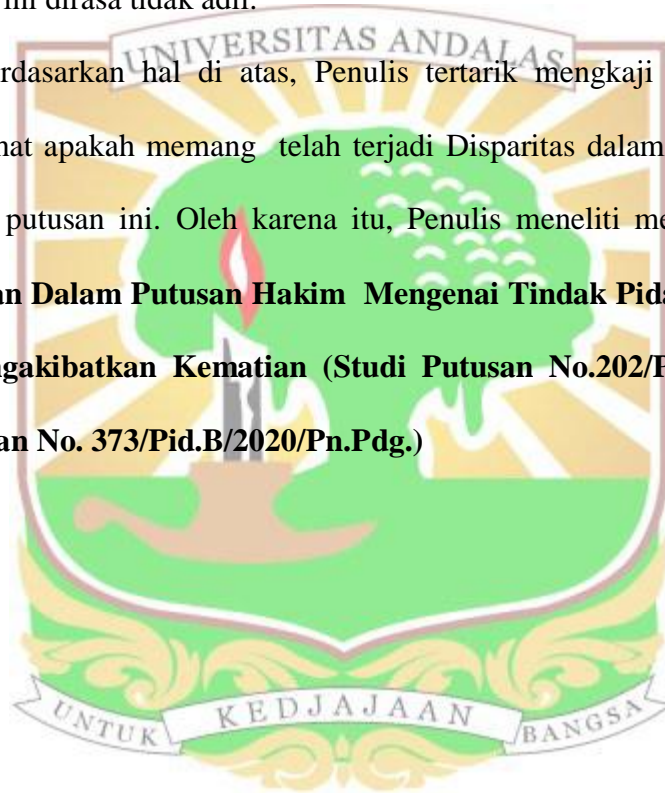 ini dirasa tidak adil.
UNIVERSITAS ANDALAS
rdasarkan hal di atas, Penulis tertarik mengkaji
hat apakah memang telah terjadi Disparitas dalam
putusan ini. Oleh karena itu, Penulis meneliti me
an Dalam Putusan Hakim Mengenai Tindak Pida
ngakibatkan Kematian (Studi Putusan No.202/P
an No. 373/Pid.B/2020/Pn.Pdg.)
UNTUK KEDJAJAAN BANGSA